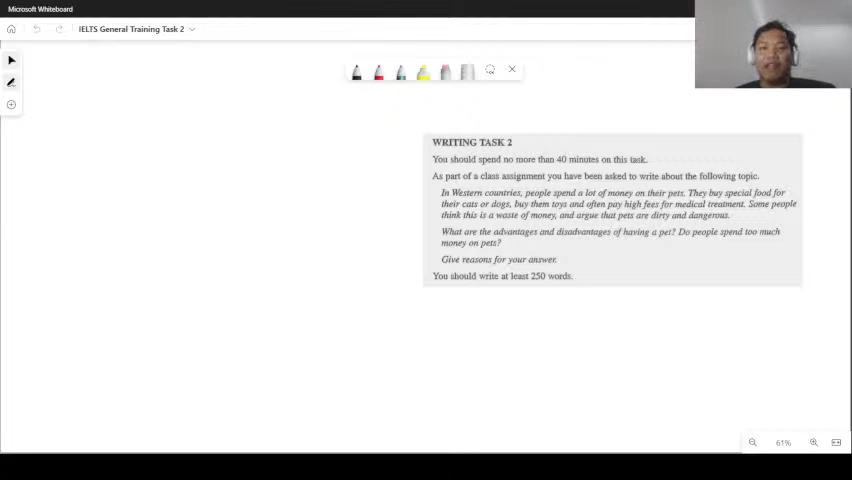 Microsoft Whiteboard
IELTS General Training Task 2
WRITING TASK 2
You should spend no more than 40 minutes on this task.
As part of a class assignment you have been asked to write about the following topic.
In Western countries, people spend a lot of money on their pets. They buy special food for
their cats or dogs, buy them toys and often pay high fees for medical treatment. Some people
think this is a waste of money, and argue that pets are dirty and dangerous.
What are the advantages and disadvantages of having a pet? Do people spend too much
money on pets?
Give reasons for your answer.
You should write at least 250 words.
61%